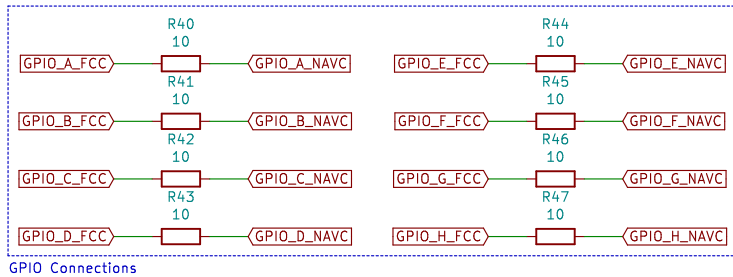 R40
10
GPIO_A_FCC
GPIO_A_NAVC
R41
10
GPIO_B_FCC
GPIO_B_NAVC
R42
10
GPIO_C_FCC
GPIO_C_NAVC
R43
10
GPIO_D_FCC
GPIO_D_NAVC
R44
10
GPIO_E_FCC
GPIO_E_NAVC
R45
10
GPIO_F_FCC
GPIO_F_NAVC
R46
10
GPIO_G_FCC
GPIO_G_NAVC
R47
10
GPIO_H_FCC
GPIO_H_NAVC
GPIO Connections